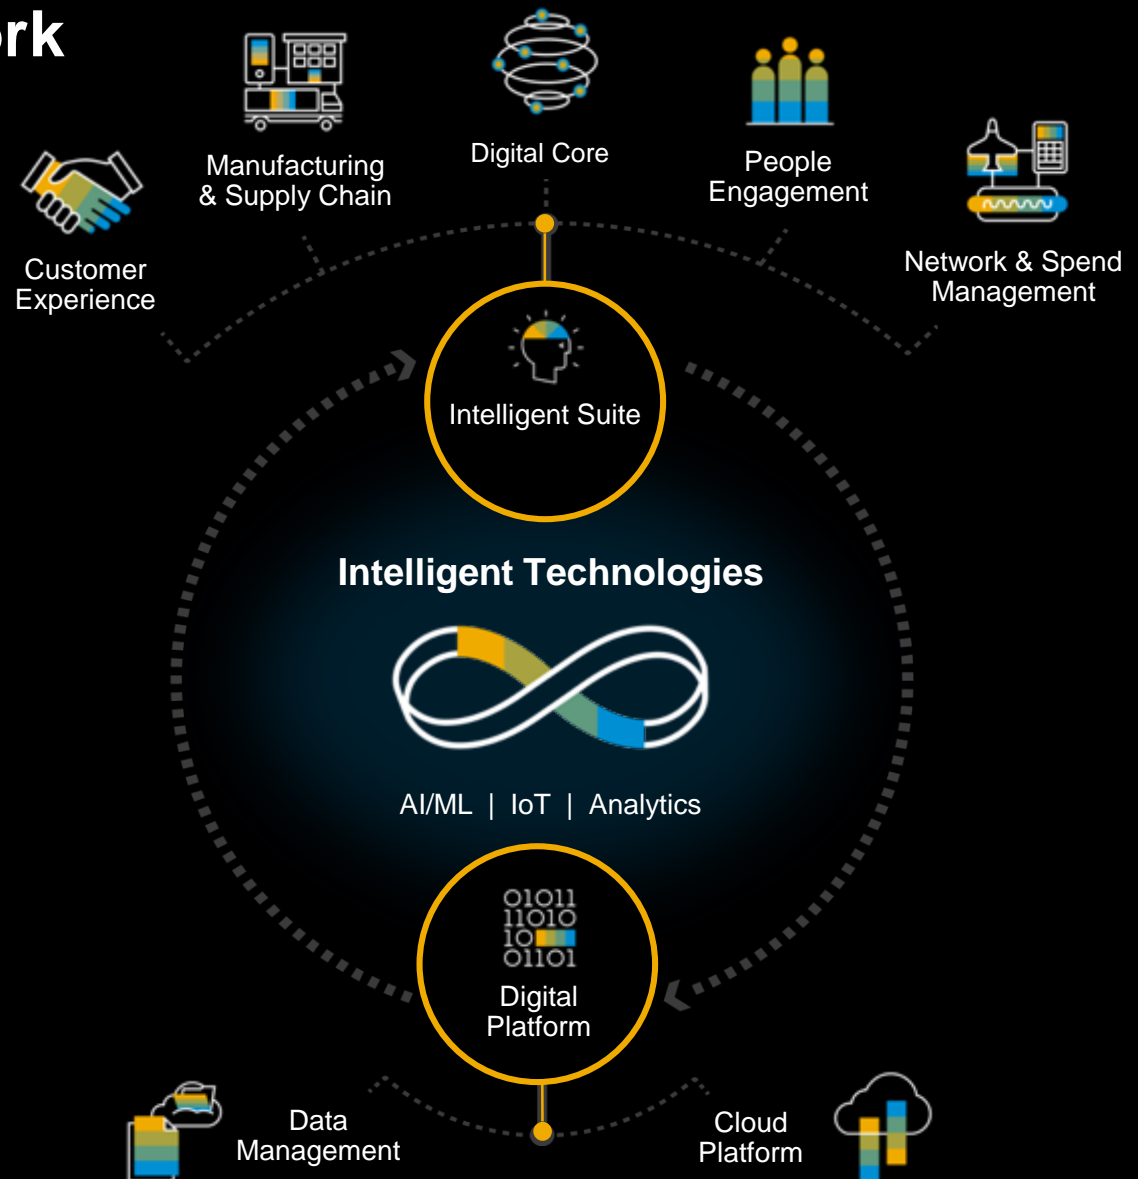 Digital Core
Manufacturing
& Supply Chain
People
Engagement
Customer
Experience
Network & Spend
Management
Intelligent Suite
Intelligent Technologies
AI/ML | IoT | Analytics
01011
11010
10
01101
Digital
Platform
Data
Management
Cloud
Platform